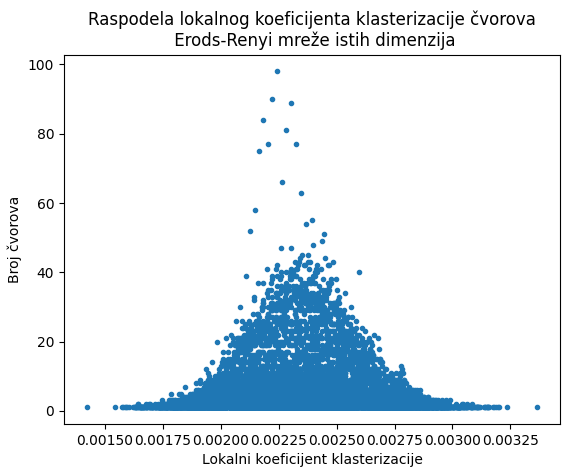 Raspodela lokalnog koeficijenta klasterizacije čvorova
Erods-Renyi mreže istih dimenzija
100
80
60
40
20
0
Broj čvorova
0.00150 0.00175 0.00200 0.00225 0.00250 0.00275 0.00300 0.00325
Lokalni koeficijent klasterizacije